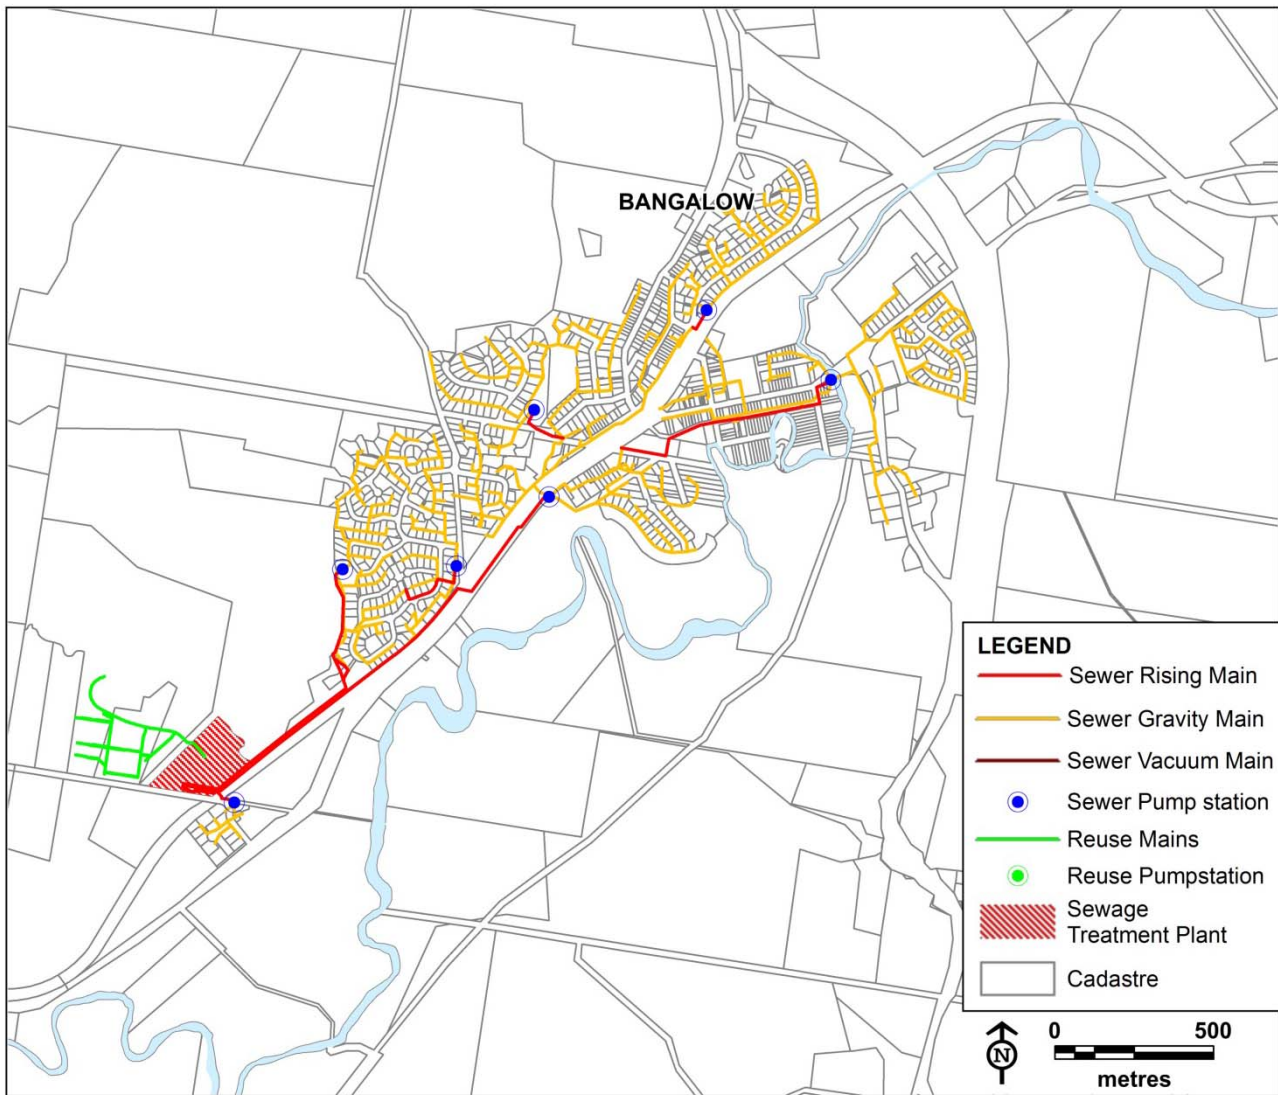 BANGALOW
LEGEND
Sewer Rising Main
Sewer Gravity Main
Sewer Vacuum Main
Sewer Pump station
Reuse Mains
Reuse Pumpstation
Sewage
Treatment Plant
Cadastre
N
0 500
metres